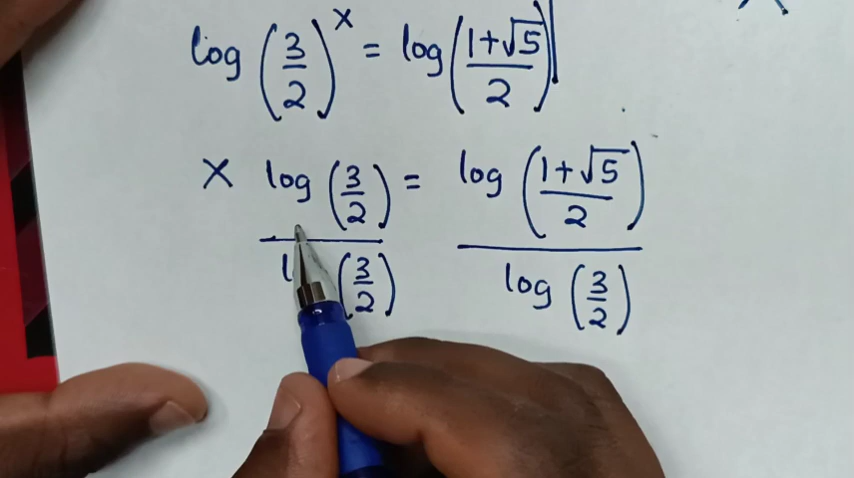 log(3/2)^x = log((1+√5)/2)
x log(3/2) / log(3/2) = log((1+√5)/2) / log(3/2)